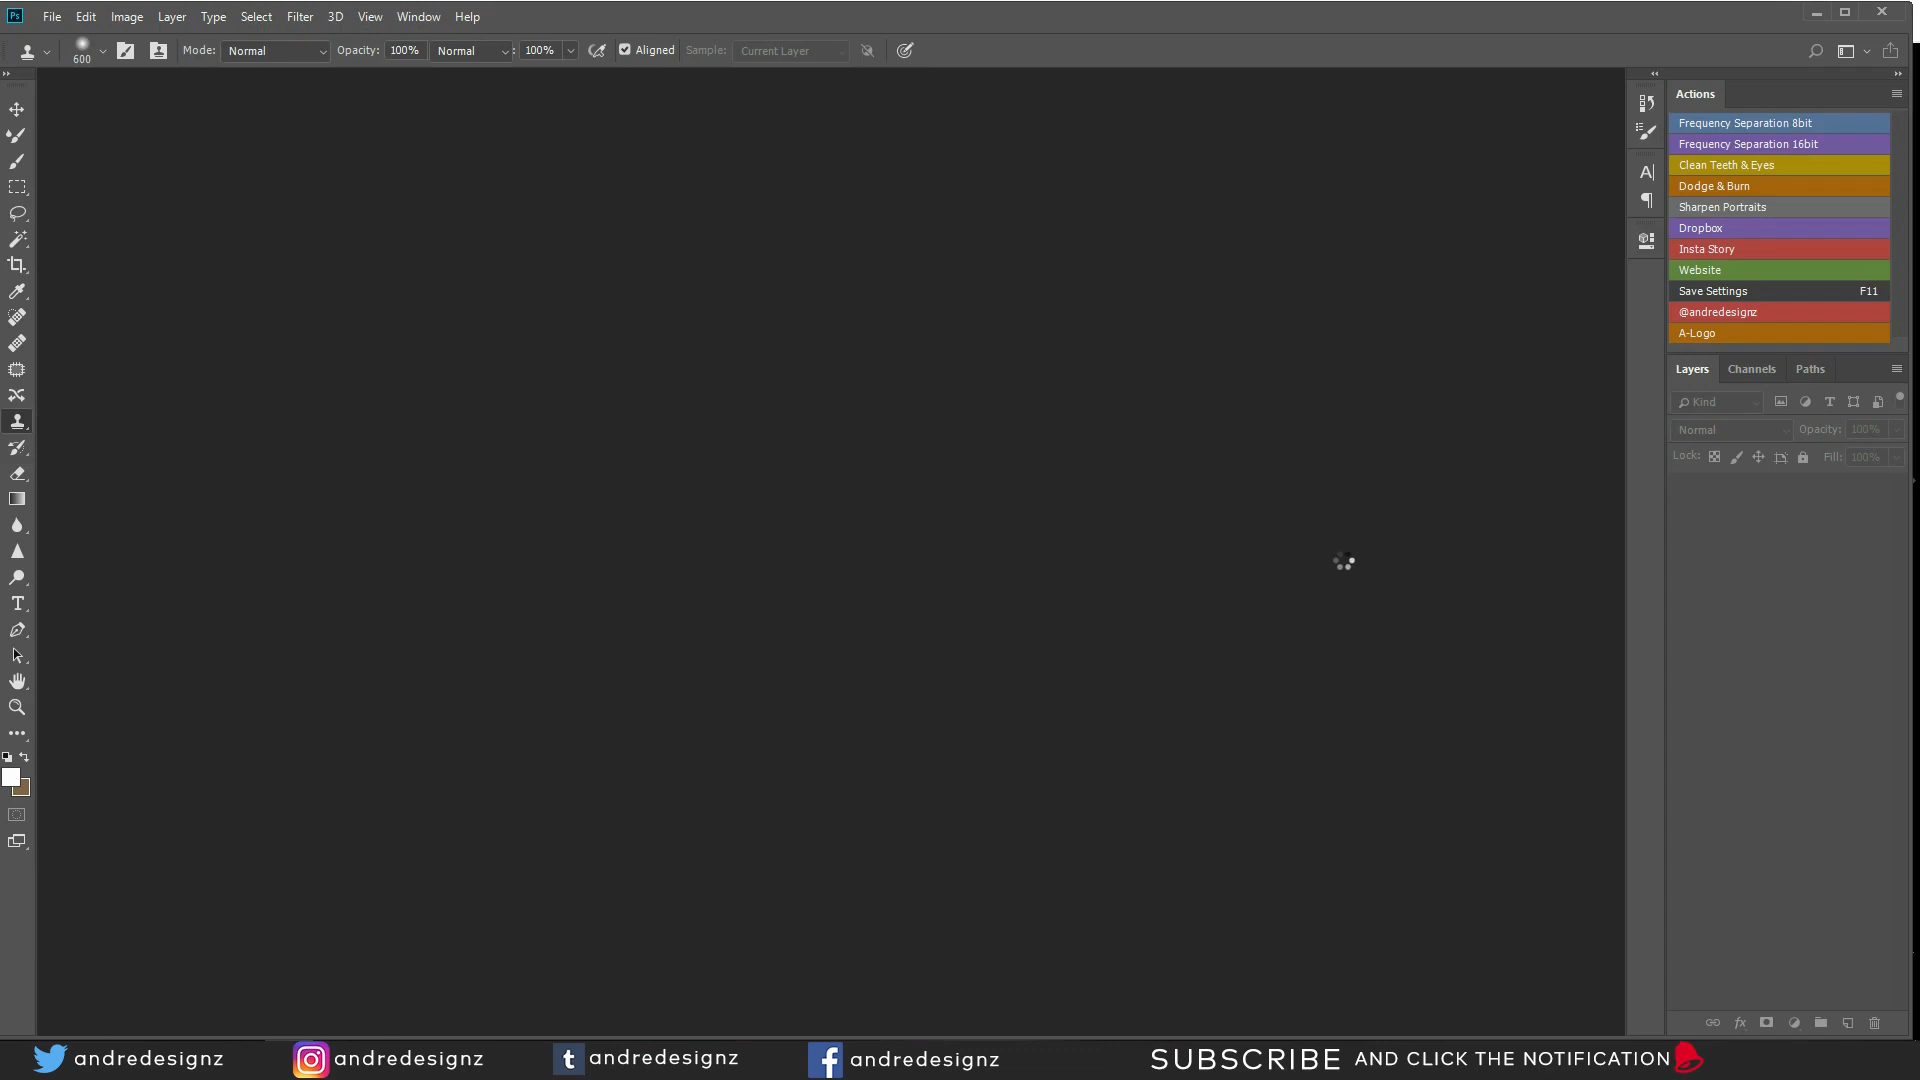 Ps File Edit Image Layer Type Select Filter 3D View Window Help
600 Mode: Normal Opacity: 100% Normal : 100% Aligned Sample: Current Layer
Actions
Frequency Separation 8bit
Frequency Separation 16bit
Clean Teeth & Eyes
Dodge & Burn
Sharpen Portraits
Dropbox
Insta Story
Website
Save Settings F11
@andredesignz
A-Logo
Layers Channels Paths
Kind
Normal Opacity: 100%
Lock: Fill: 100%
fx
andredesignz andredesignz t andredesignz f andredesignz SUBSCRIBE AND CLICK THE NOTIFICATION